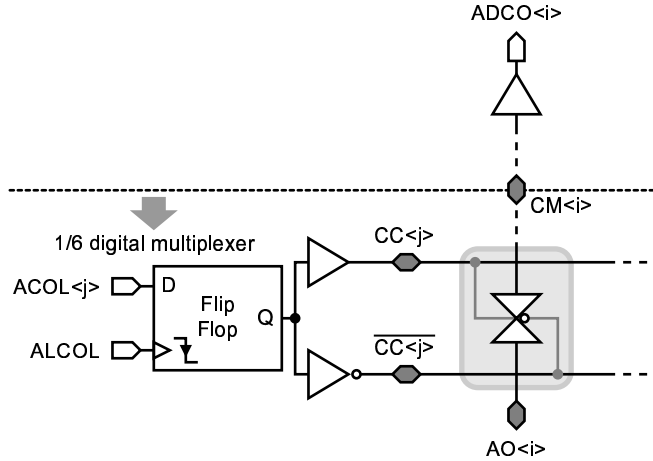 ADCO<i>
CM<i>
1/6 digital multiplexer
CC<j>
ACOL<j>
D
Flip
Flop
Q
ALCOL
CC<j>
AO<i>